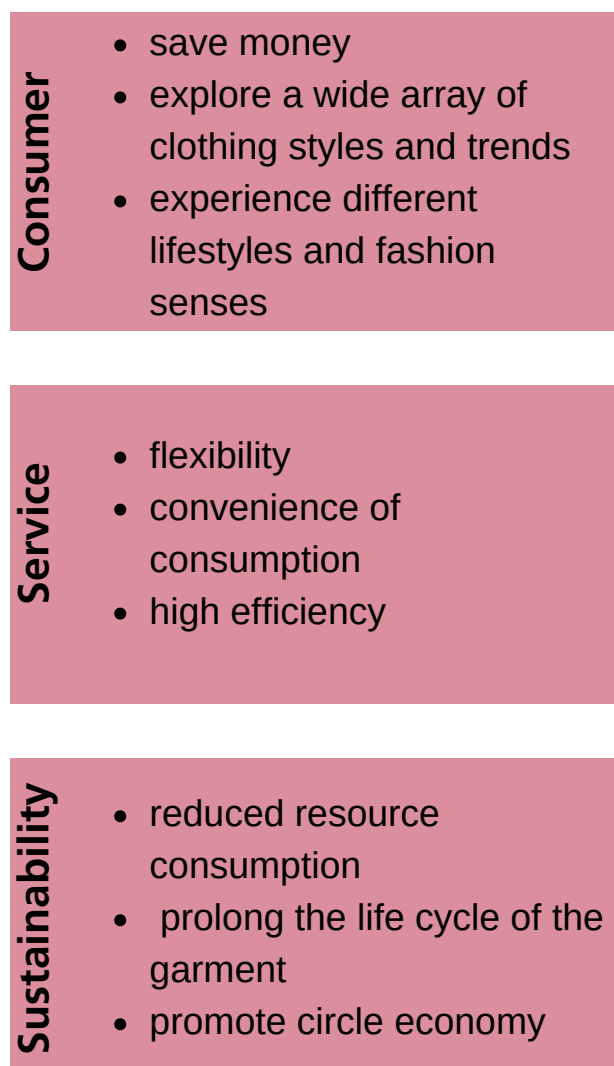 Consumer
• save money
• explore a wide array of
clothing styles and trends
• experience different
lifestyles and fashion
senses
Service
• flexibility
• convenience of
consumption
• high efficiency
Sustainability
• reduced resource
consumption
• prolong the life cycle of the
garment
• promote circle economy